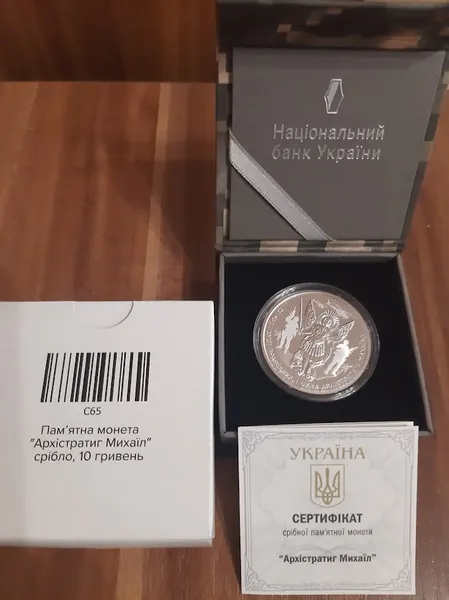 Національний
банк України
С65
Пам'ятна монета
"Архістратиг Михаїл"
срібло, 10 гривень
УКРАЇНА
СЕРТИФІКАТ
срібної пам'ятної монети
"Архістратиг Михаїл"